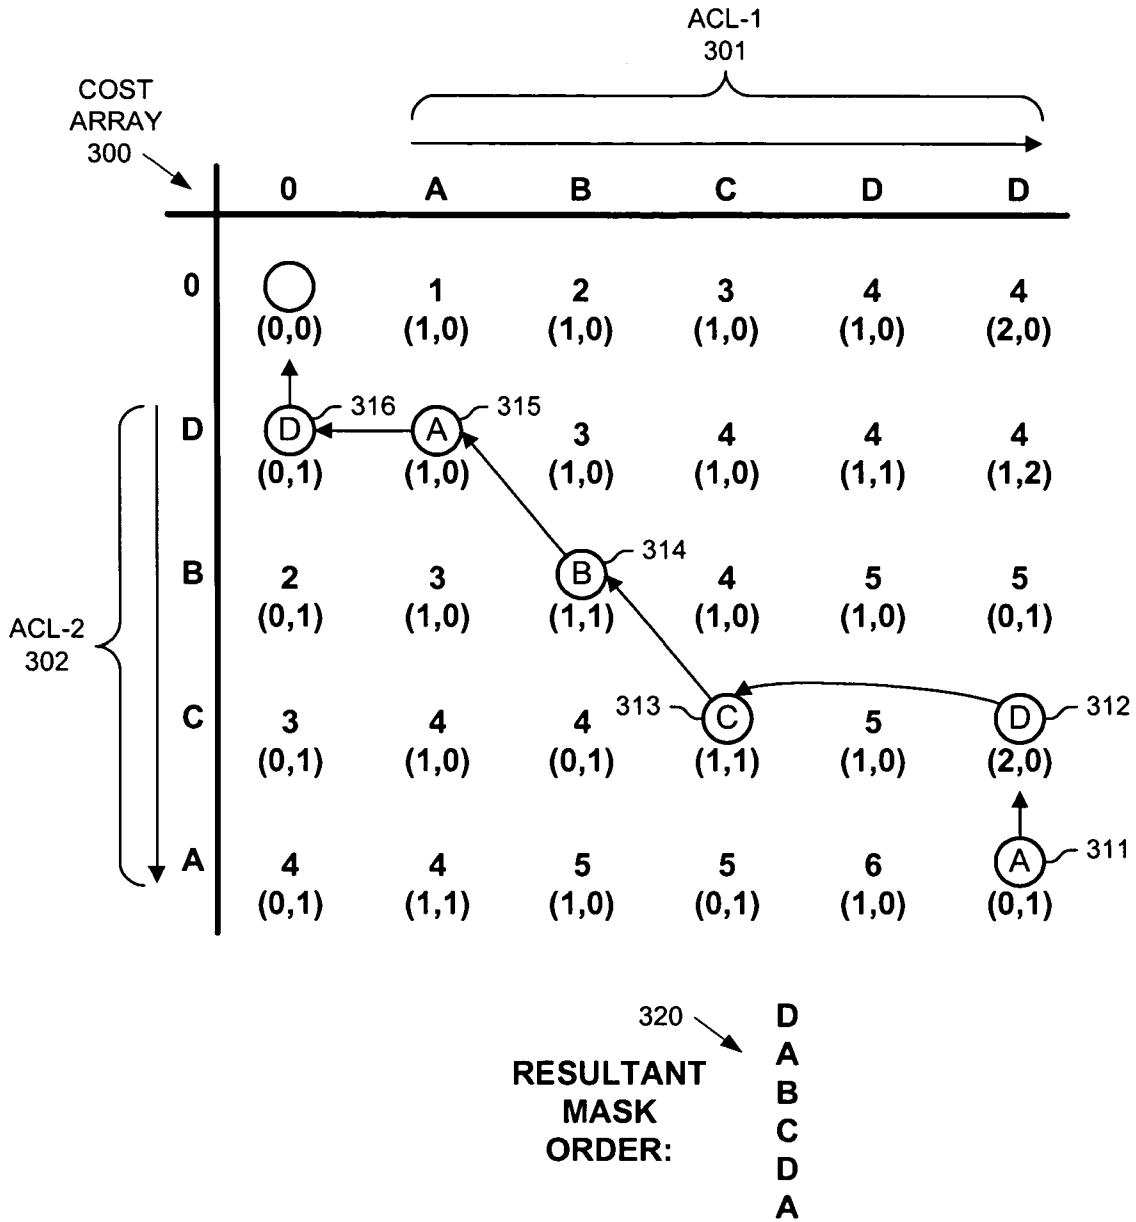 ACL-1
301
COST
ARRAY
300
0 A B C D D
0
1 2 3 4 4
(0,0) (1,0) (1,0) (1,0) (1,0) (2,0)
D D 316 A 315 3 4 4 4
(0,1) (1,0) (1,0) (1,0) (1,1) (1,2)
B 2 3 B 314 4 5 5
(0,1) (1,0) (1,1) (1,0) (1,0) (0,1)
ACL-2
302
C 3 4 4 313 C 5 D 312
(0,1) (1,0) (0,1) (1,1) (1,0) (2,0)
A 4 4 5 5 6 A 311
(0,1) (1,1) (1,0) (0,1) (1,0) (0,1)
320
RESULTANT
MASK
ORDER:
D
A
B
C
D
A